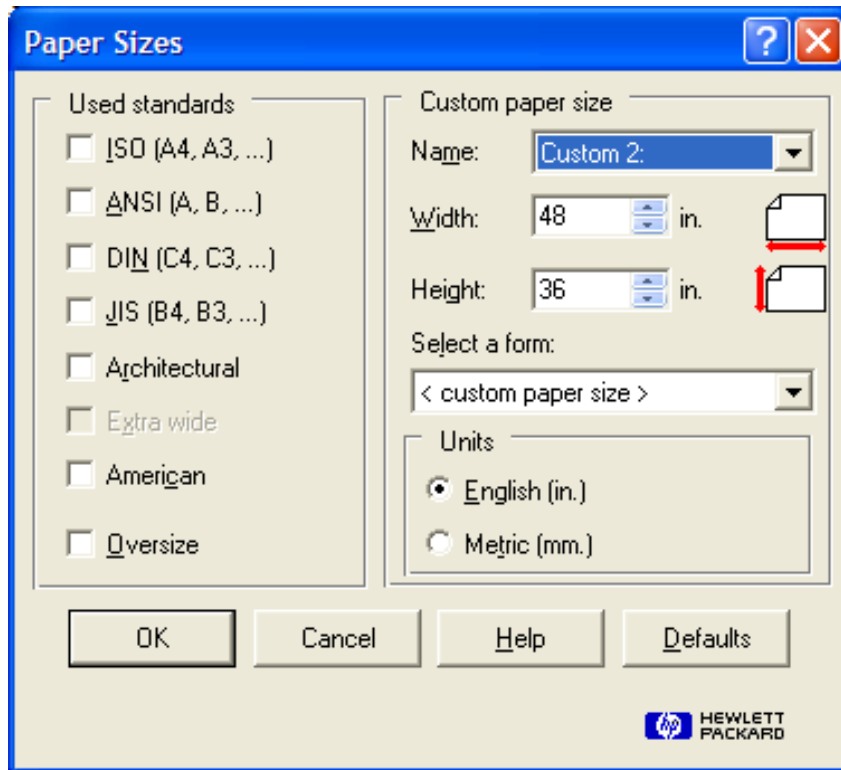 Paper Sizes
Used standards
ISO (A4, A3, ...)
ANSI (A, B, ...)
DIN (C4, C3, ...)
JIS (B4, B3, ...)
Architectural
Extra wide
American
Oversize
Custom paper size
Name: Custom 2:
Width: 48 in.
Height: 36 in.
Select a form:
< custom paper size >
Units
English (in.)
Metric (mm.)
OK Cancel Help Defaults
hp HEWLETT
PACKARD